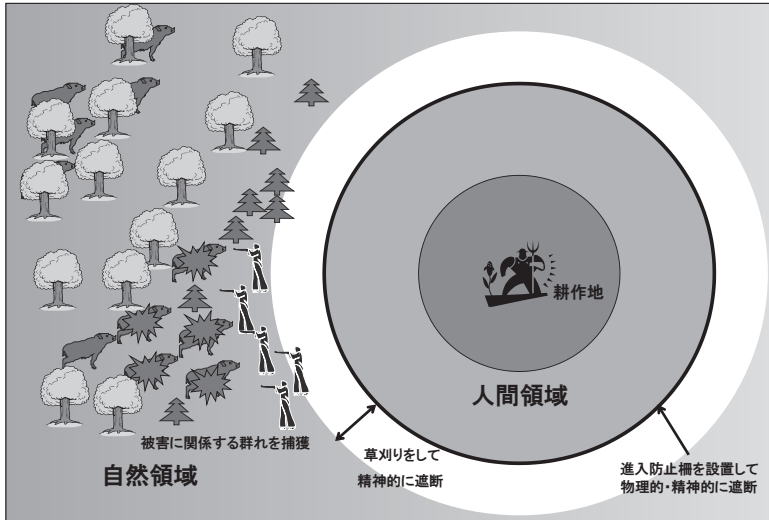 耕作地
人間領域
被害に関係する群れを捕獲
自然領域
草刈りをして
精神的に遮断
進入防止柵を設置して
物理的・精神的に遮断